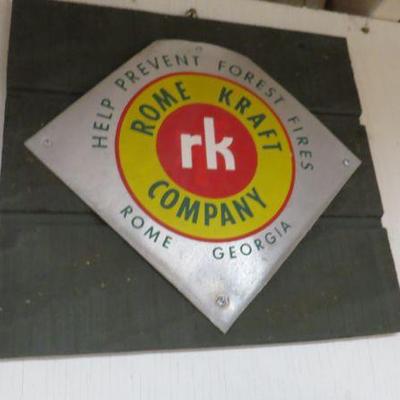 HELP PREVENT FOREST FIRES
ROME KRAFT
rk
COMPANY
ROME GEORGIA